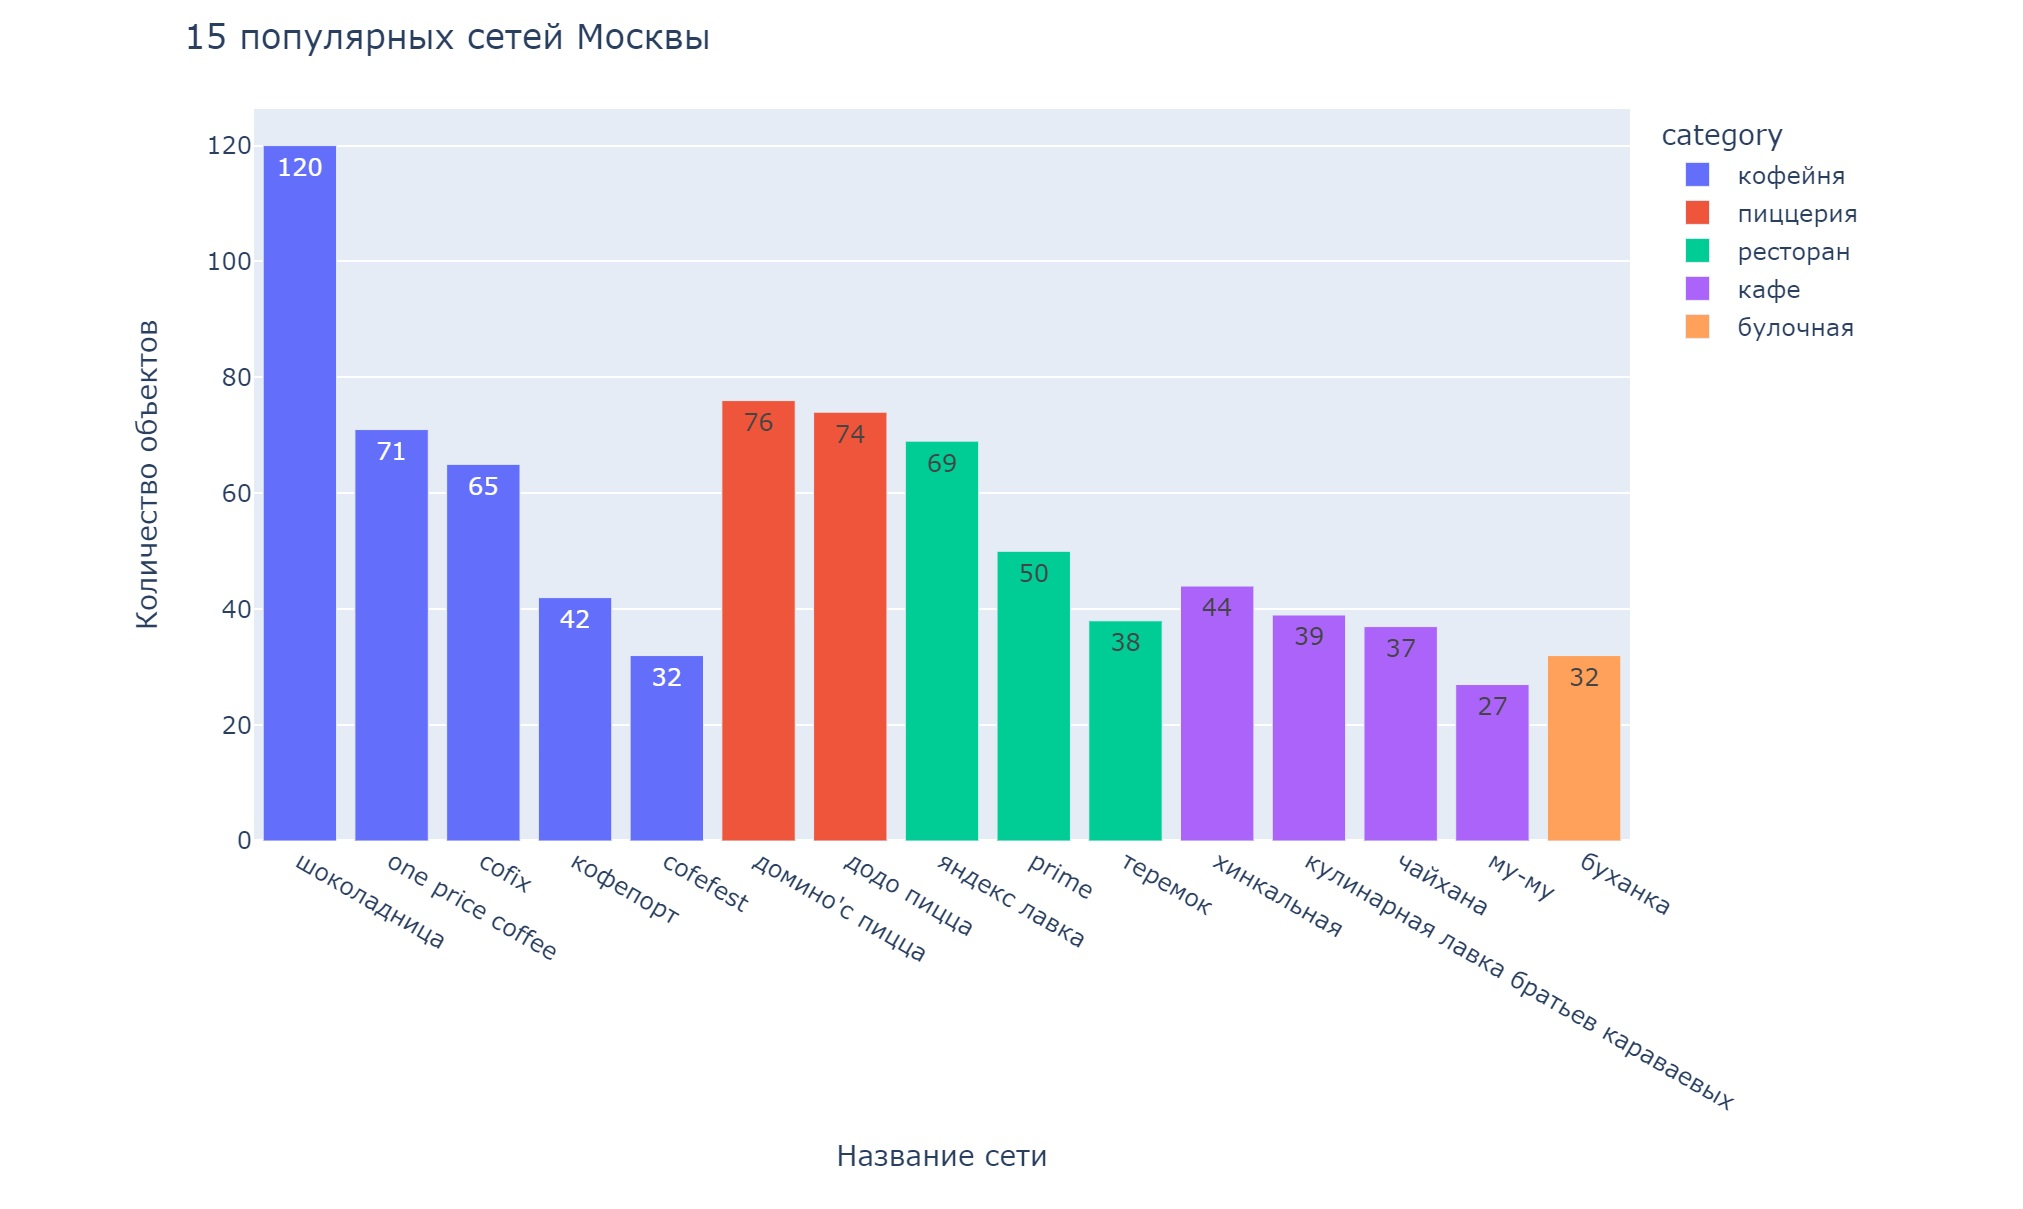 15 популярных сетей Москвы
Количество объектов
120
100
80
60
40
20
0
120
71
65
42
32
76
74
69
50
38
44
39
37
27
32
шоколадница
one price coffee
cofix
кофепорт
cofefest
домино'с пицца
додо пицца
яндекс лавка
prime
теремок
хинкальная
кулинарная лавка братьев караваевых
чайхана
му-му
буханка
Название сети
category
кофейня
пиццерия
ресторан
кафе
булочная